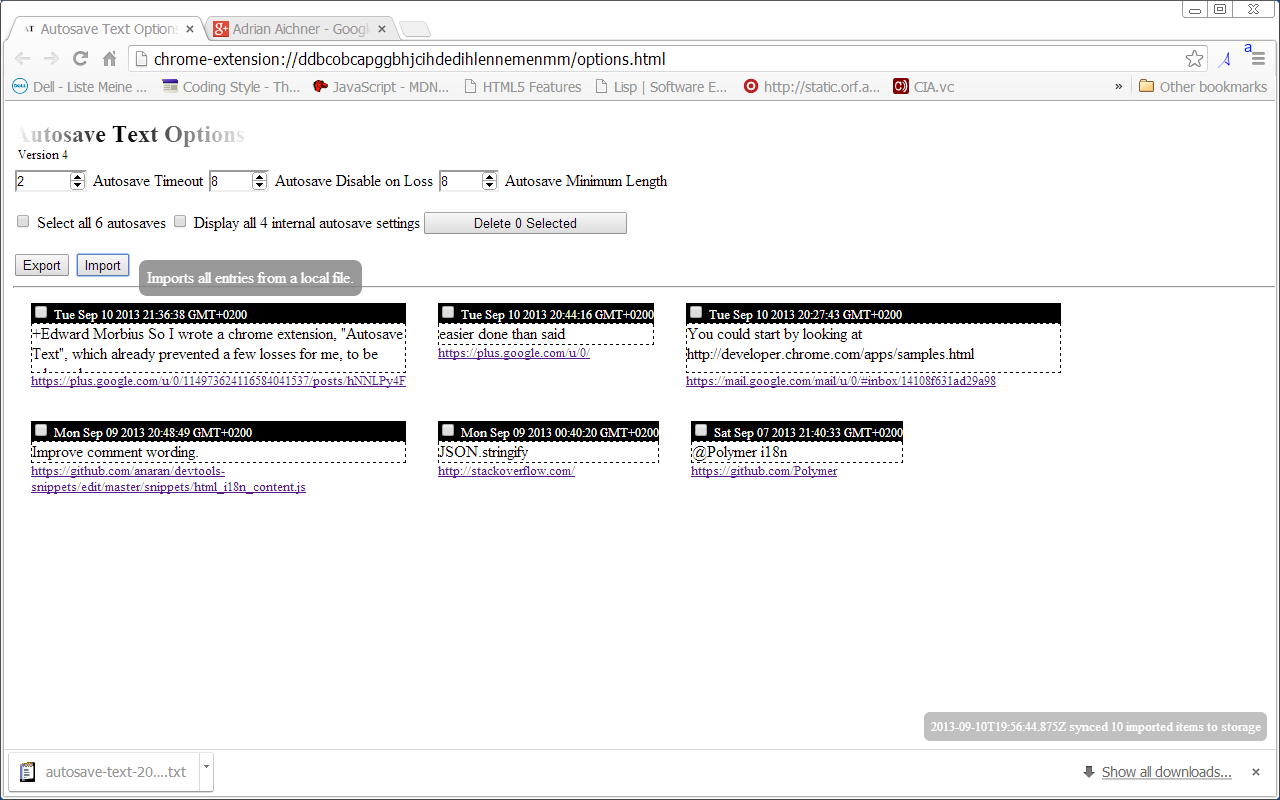 Autosave Text Options
Adrian Aichner - Google
chrome-extension://ddbcobcapggbhjcihdedihlennemenmm/options.html
a
Dell - Liste Meine ...
Coding Style - Th...
JavaScript - MDN...
HTML5 Features
Lisp | Software E...
http://static.orf.a...
CIA.vc
»
Other bookmarks
Autosave Text Options
Version 4
2 Autosave Timeout 8 Autosave Disable on Loss 8 Autosave Minimum Length
Select all 6 autosaves Display all 4 internal autosave settings Delete 0 Selected
Export Import Imports all entries from a local file.
Tue Sep 10 2013 21:36:38 GMT+0200
+Edward Morbius So I wrote a chrome extension, "Autosave
Text", which already prevented a few losses for me, to be
https://plus.google.com/u/0/114973624116584041537/posts/hNNLPy4F
Tue Sep 10 2013 20:44:16 GMT+0200
easier done than said
https://plus.google.com/u/0/
Tue Sep 10 2013 20:27:43 GMT+0200
You could start by looking at
http://developer.chrome.com/apps/samples.html
https://mail.google.com/mail/u/0/#inbox/14108f631ad29a98
Mon Sep 09 2013 20:48:49 GMT+0200
Improve comment wording.
https://github.com/anaran/devtools-
snippets/edit/master/snippets/html_i18n_content.js
Mon Sep 09 2013 00:40:20 GMT+0200
JSON.stringify
http://stackoverflow.com/
Sat Sep 07 2013 21:40:33 GMT+0200
@Polymer i18n
https://github.com/Polymer
2013-09-10T19:56:44.875Z synced 10 imported items to storage
autosave-text-20....txt
Show all downloads...